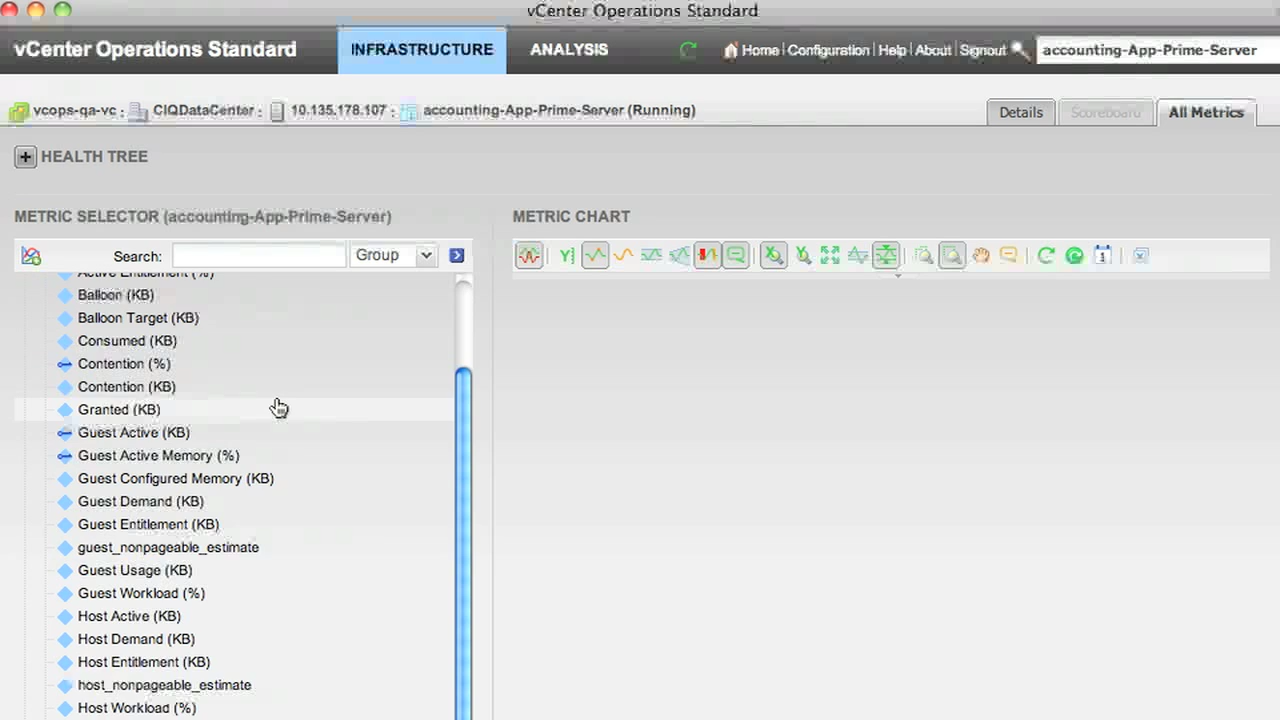 vCenter Operations Standard
vCenter Operations Standard INFRASTRUCTURE ANALYSIS Home | Configuration | Help | About | Signout accounting-App-Prime-Server
vcops-qa-vc : CIQDataCenter : 10.135.178.107 : accounting-App-Prime-Server (Running) Details Scoreboard All Metrics
HEALTH TREE
METRIC SELECTOR (accounting-App-Prime-Server) METRIC CHART
Search: Group
Active Entitlement (%)
Balloon (KB)
Balloon Target (KB)
Consumed (KB)
Contention (%)
Contention (KB)
Granted (KB)
Guest Active (KB)
Guest Active Memory (%)
Guest Configured Memory (KB)
Guest Demand (KB)
Guest Entitlement (KB)
guest_nonpageable_estimate
Guest Usage (KB)
Guest Workload (%)
Host Active (KB)
Host Demand (KB)
Host Entitlement (KB)
host_nonpageable_estimate
Host Workload (%)